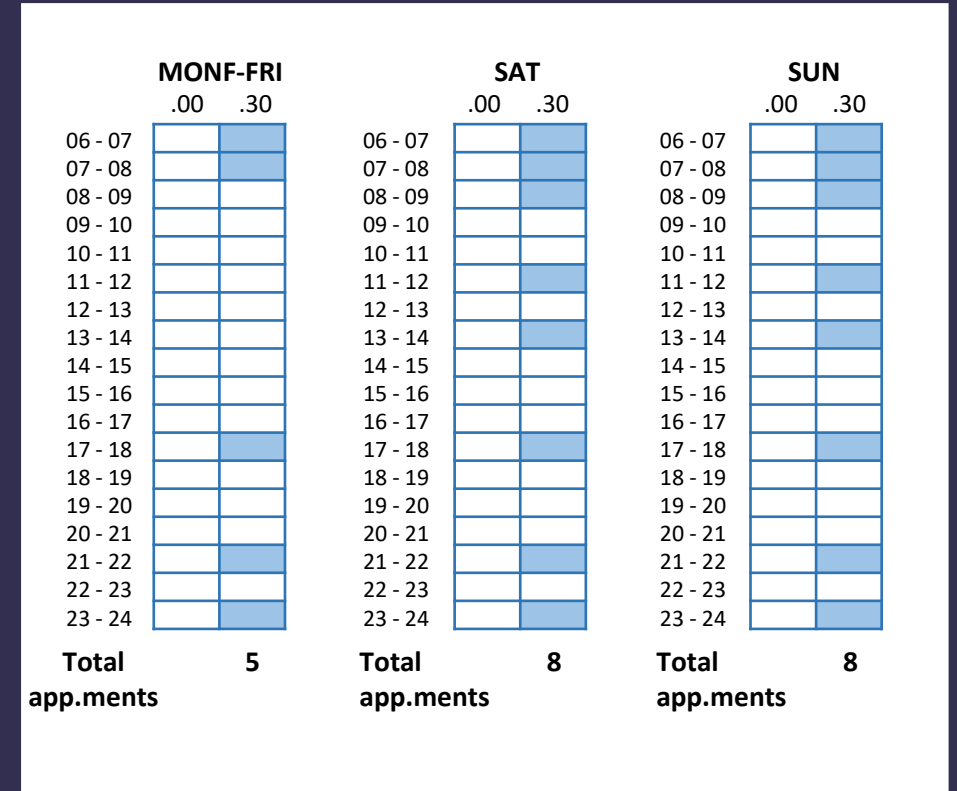 MONF-FRI SAT SUN
.00 .30 .00 .30 .00 .30
06 - 07 06 - 07 06 - 07
07 - 08 07 - 08 07 - 08
08 - 09 08 - 09 08 - 09
09 - 10 09 - 10 09 - 10
10 - 11 10 - 11 10 - 11
11 - 12 11 - 12 11 - 12
12 - 13 12 - 13 12 - 13
13 - 14 13 - 14 13 - 14
14 - 15 14 - 15 14 - 15
15 - 16 15 - 16 15 - 16
16 - 17 16 - 17 16 - 17
17 - 18 17 - 18 17 - 18
18 - 19 18 - 19 18 - 19
19 - 20 19 - 20 19 - 20
20 - 21 20 - 21 20 - 21
21 - 22 21 - 22 21 - 22
22 - 23 22 - 23 22 - 23
23 - 24 23 - 24 23 - 24
Total 5 Total 8 Total 8
app.ments app.ments app.ments